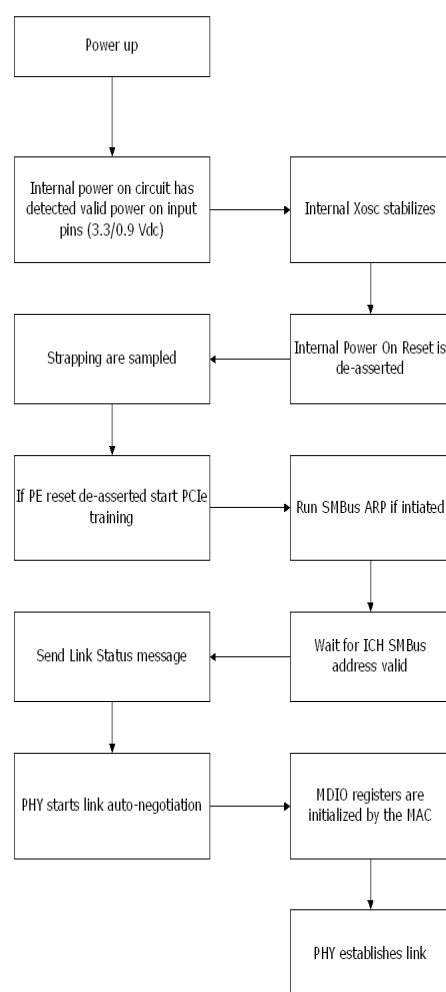 Power up
Internal power on circuit has
detected valid power on input
pins (3.3/0.9 Vdc)
Internal Xosc stabilizes
Internal Power On Reset is
de-asserted
Strapping are sampled
If PE reset de-asserted start PCIe
training
Run SMBus ARP if intiated
Wait for ICH SMBus
address valid
Send Link Status message
PHY starts link auto-negotiation
MDIO registers are
initialized by the MAC
PHY establishes link